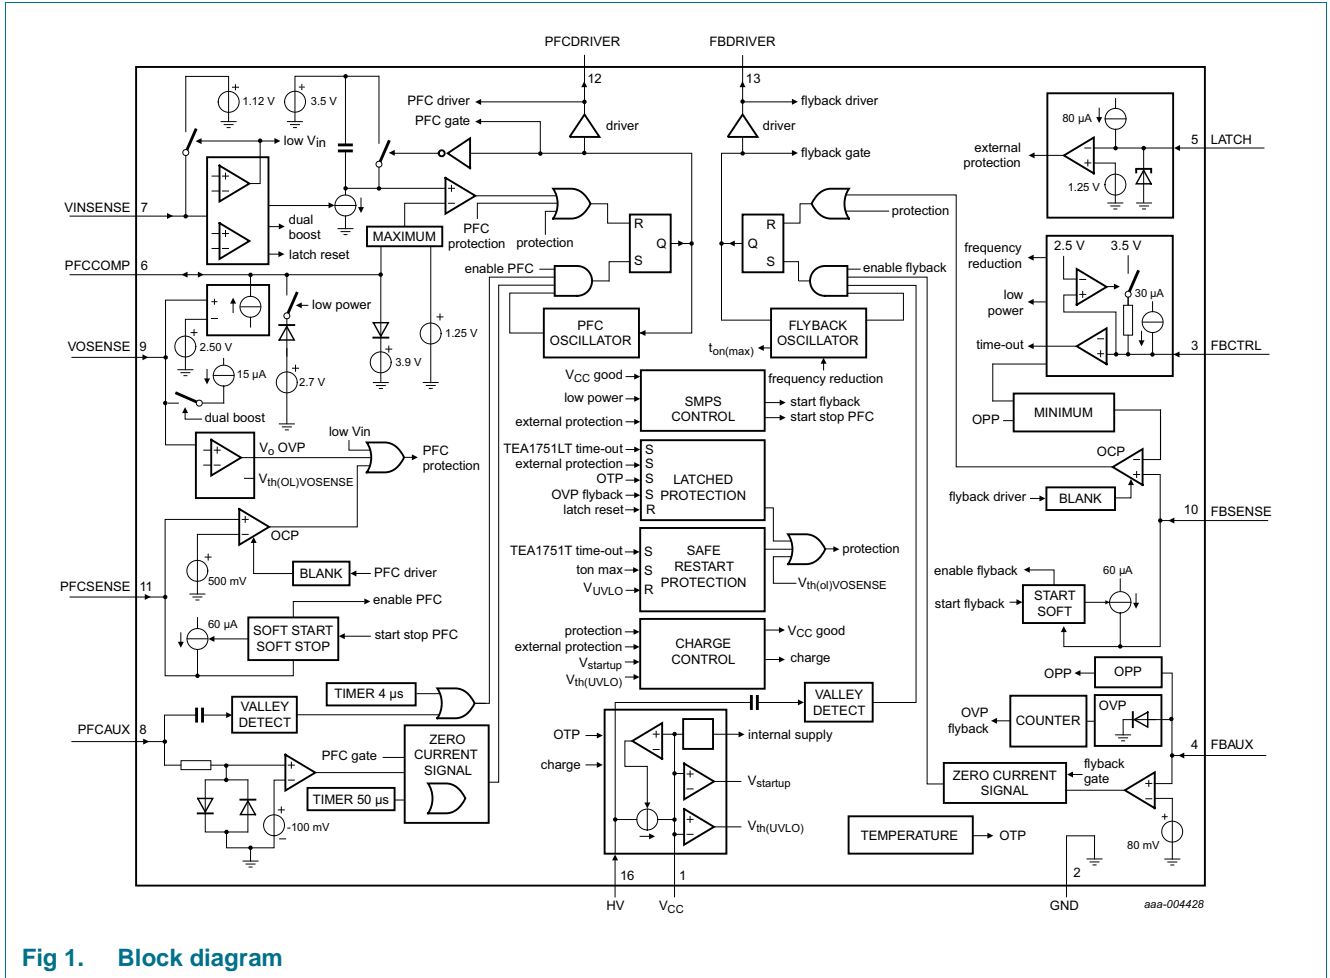 PFCDRIVER
FBDRIVER
12
13
1.12 V
3.5 V
PFC driver
PFC gate
driver
flyback driver
driver
flyback gate
low Vin
80 μA
external
protection
1.25 V
5
LATCH
VINSENSE
7
dual
boost
latch reset
MAXIMUM
PFC
protection
protection
R
Q
S
R
Q
S
protection
enable PFC
enable flyback
PFCCOMP
6
low power
2.50 V
VOSENSE
9
15 μA
2.7 V
3.9 V
1.25 V
dual boost
PFC
OSCILLATOR
FLYBACK
OSCILLATOR
ton(max)
frequency reduction
frequency
reduction
low
power
time-out
2.5 V
3.5 V
30 μA
3
FBCTRL
VCC good
low power
external protection
SMPS
CONTROL
start flyback
start stop PFC
OPP
MINIMUM
low Vin
Vo OVP
Vth(OL)VOSENSE
PFC
protection
TEA1751LT time-out
external protection
OTP
OVP flyback
latch reset
S
S
S
S
R
LATCHED
PROTECTION
OCP
flyback driver
BLANK
10
FBSENSE
OCP
500 mV
BLANK
PFC driver
PFCSENSE
11
enable PFC
TEA1751T time-out
ton max
VUVLO
S
S
R
SAFE
RESTART
PROTECTION
protection
Vth(ol)VOSENSE
enable flyback
start flyback
START
SOFT
60 μA
60 μA
SOFT START
SOFT STOP
start stop PFC
protection
external protection
Vstartup
Vth(UVLO)
CHARGE
CONTROL
VCC good
charge
OPP
OPP
TIMER 4 μs
VALLEY
DETECT
VALLEY
DETECT
OVP
flyback
COUNTER
OVP
PFCAUX
8
PFC gate
ZERO
CURRENT
SIGNAL
TIMER 50 μs
-100 mV
OTP
charge
internal supply
Vstartup
Vth(UVLO)
4
FBAUX
flyback
gate
ZERO CURRENT
SIGNAL
80 mV
TEMPERATURE
OTP
16
1
2
HV
VCC
GND
aaa-004428
Fig 1. Block diagram